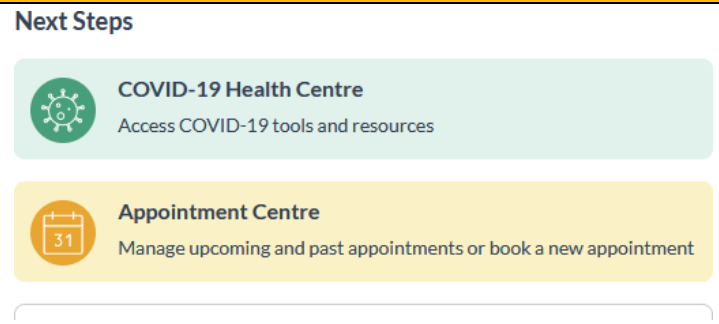 Next Steps
COVID-19 Health Centre
Access COVID-19 tools and resources
Appointment Centre
31
Manage upcoming and past appointments or book a new appointment